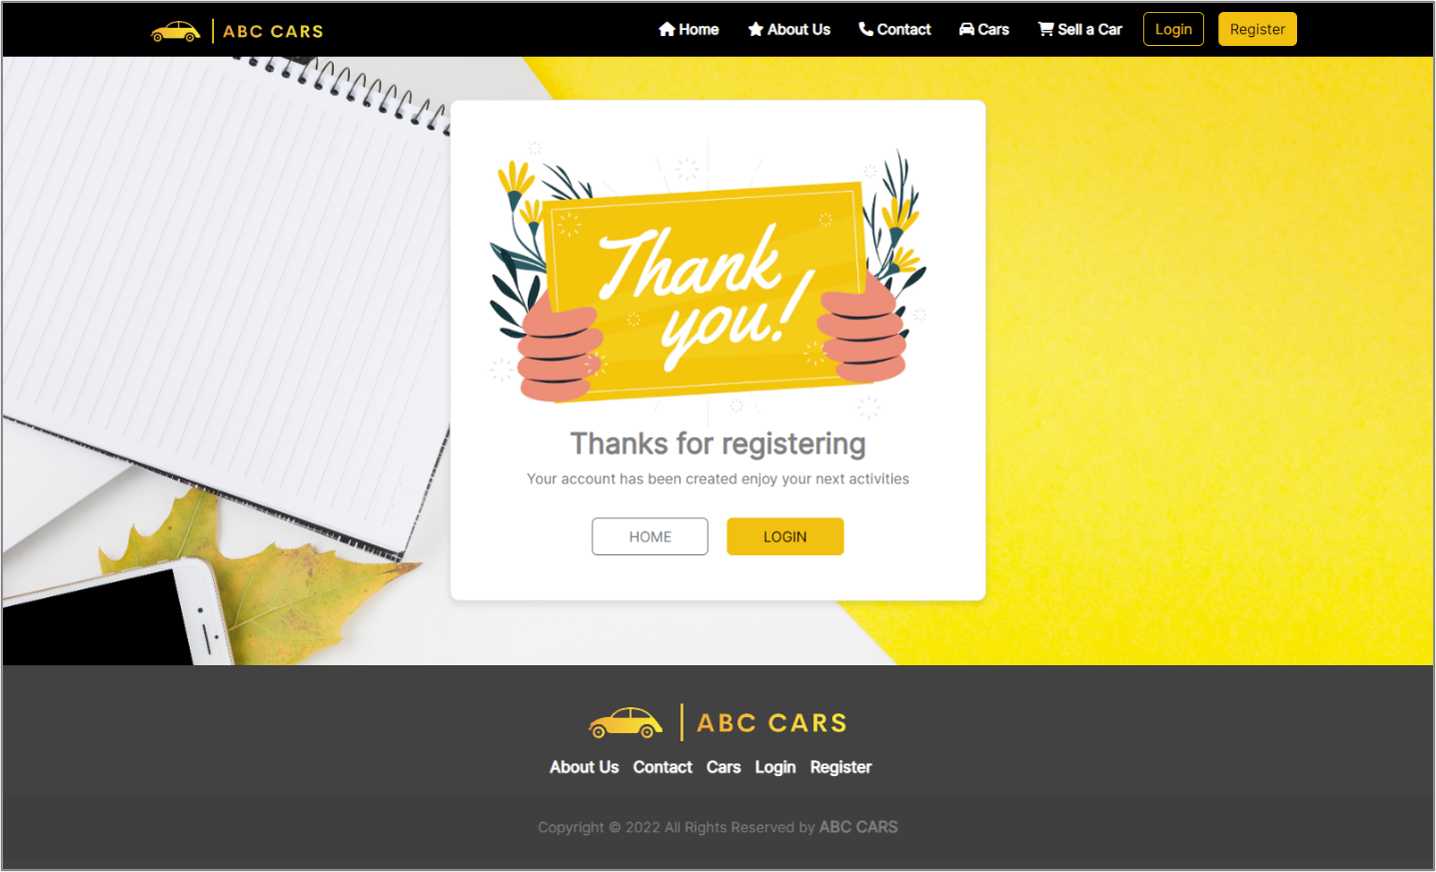 ABC CARS
Home About Us Contact Cars Sell a Car Login Register
Thank
you!
Thanks for registering
Your account has been created enjoy your next activities
HOME LOGIN
ABC CARS
About Us Contact Cars Login Register
Copyright © 2022 All Rights Reserved by ABC CARS